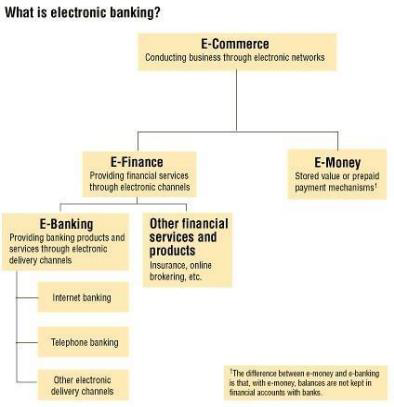 What is electronic banking?
E-Commerce
Conducting business through electronic networks
E-Finance
Providing financial services
through electronic channels
E-Money
Stored value or prepaid
payment mechanisms†
E-Banking
Providing banking products and
services through electronic
delivery channels
Other financial
services and
products
Insurance, online
brokering, etc.
Internet banking
Telephone banking
Other electronic
delivery channels
†The difference between e-money and e-banking
is that, with e-money, balances are not kept in
financial accounts with banks.